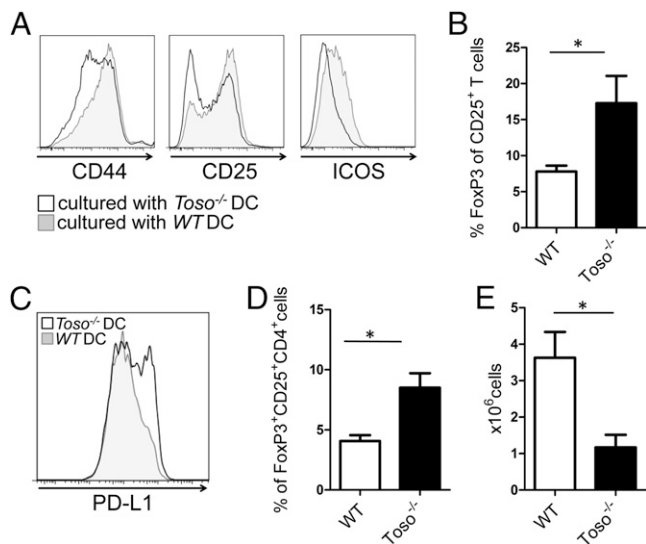 A
CD44
CD25
ICOS
cultured with Toso-/- DC
cultured with WT DC
B
% FoxP3 of CD25+ T cells
25
20
15
10
5
0
*
WT
Toso-/-
C
Toso-/- DC
WT DC
PD-L1
D
% of FoxP3+CD25+CD4+cells
15
10
5
0
*
WT
Toso-/-
E
x10^6cells
5
4
3
2
1
0
*
WT
Toso-/-